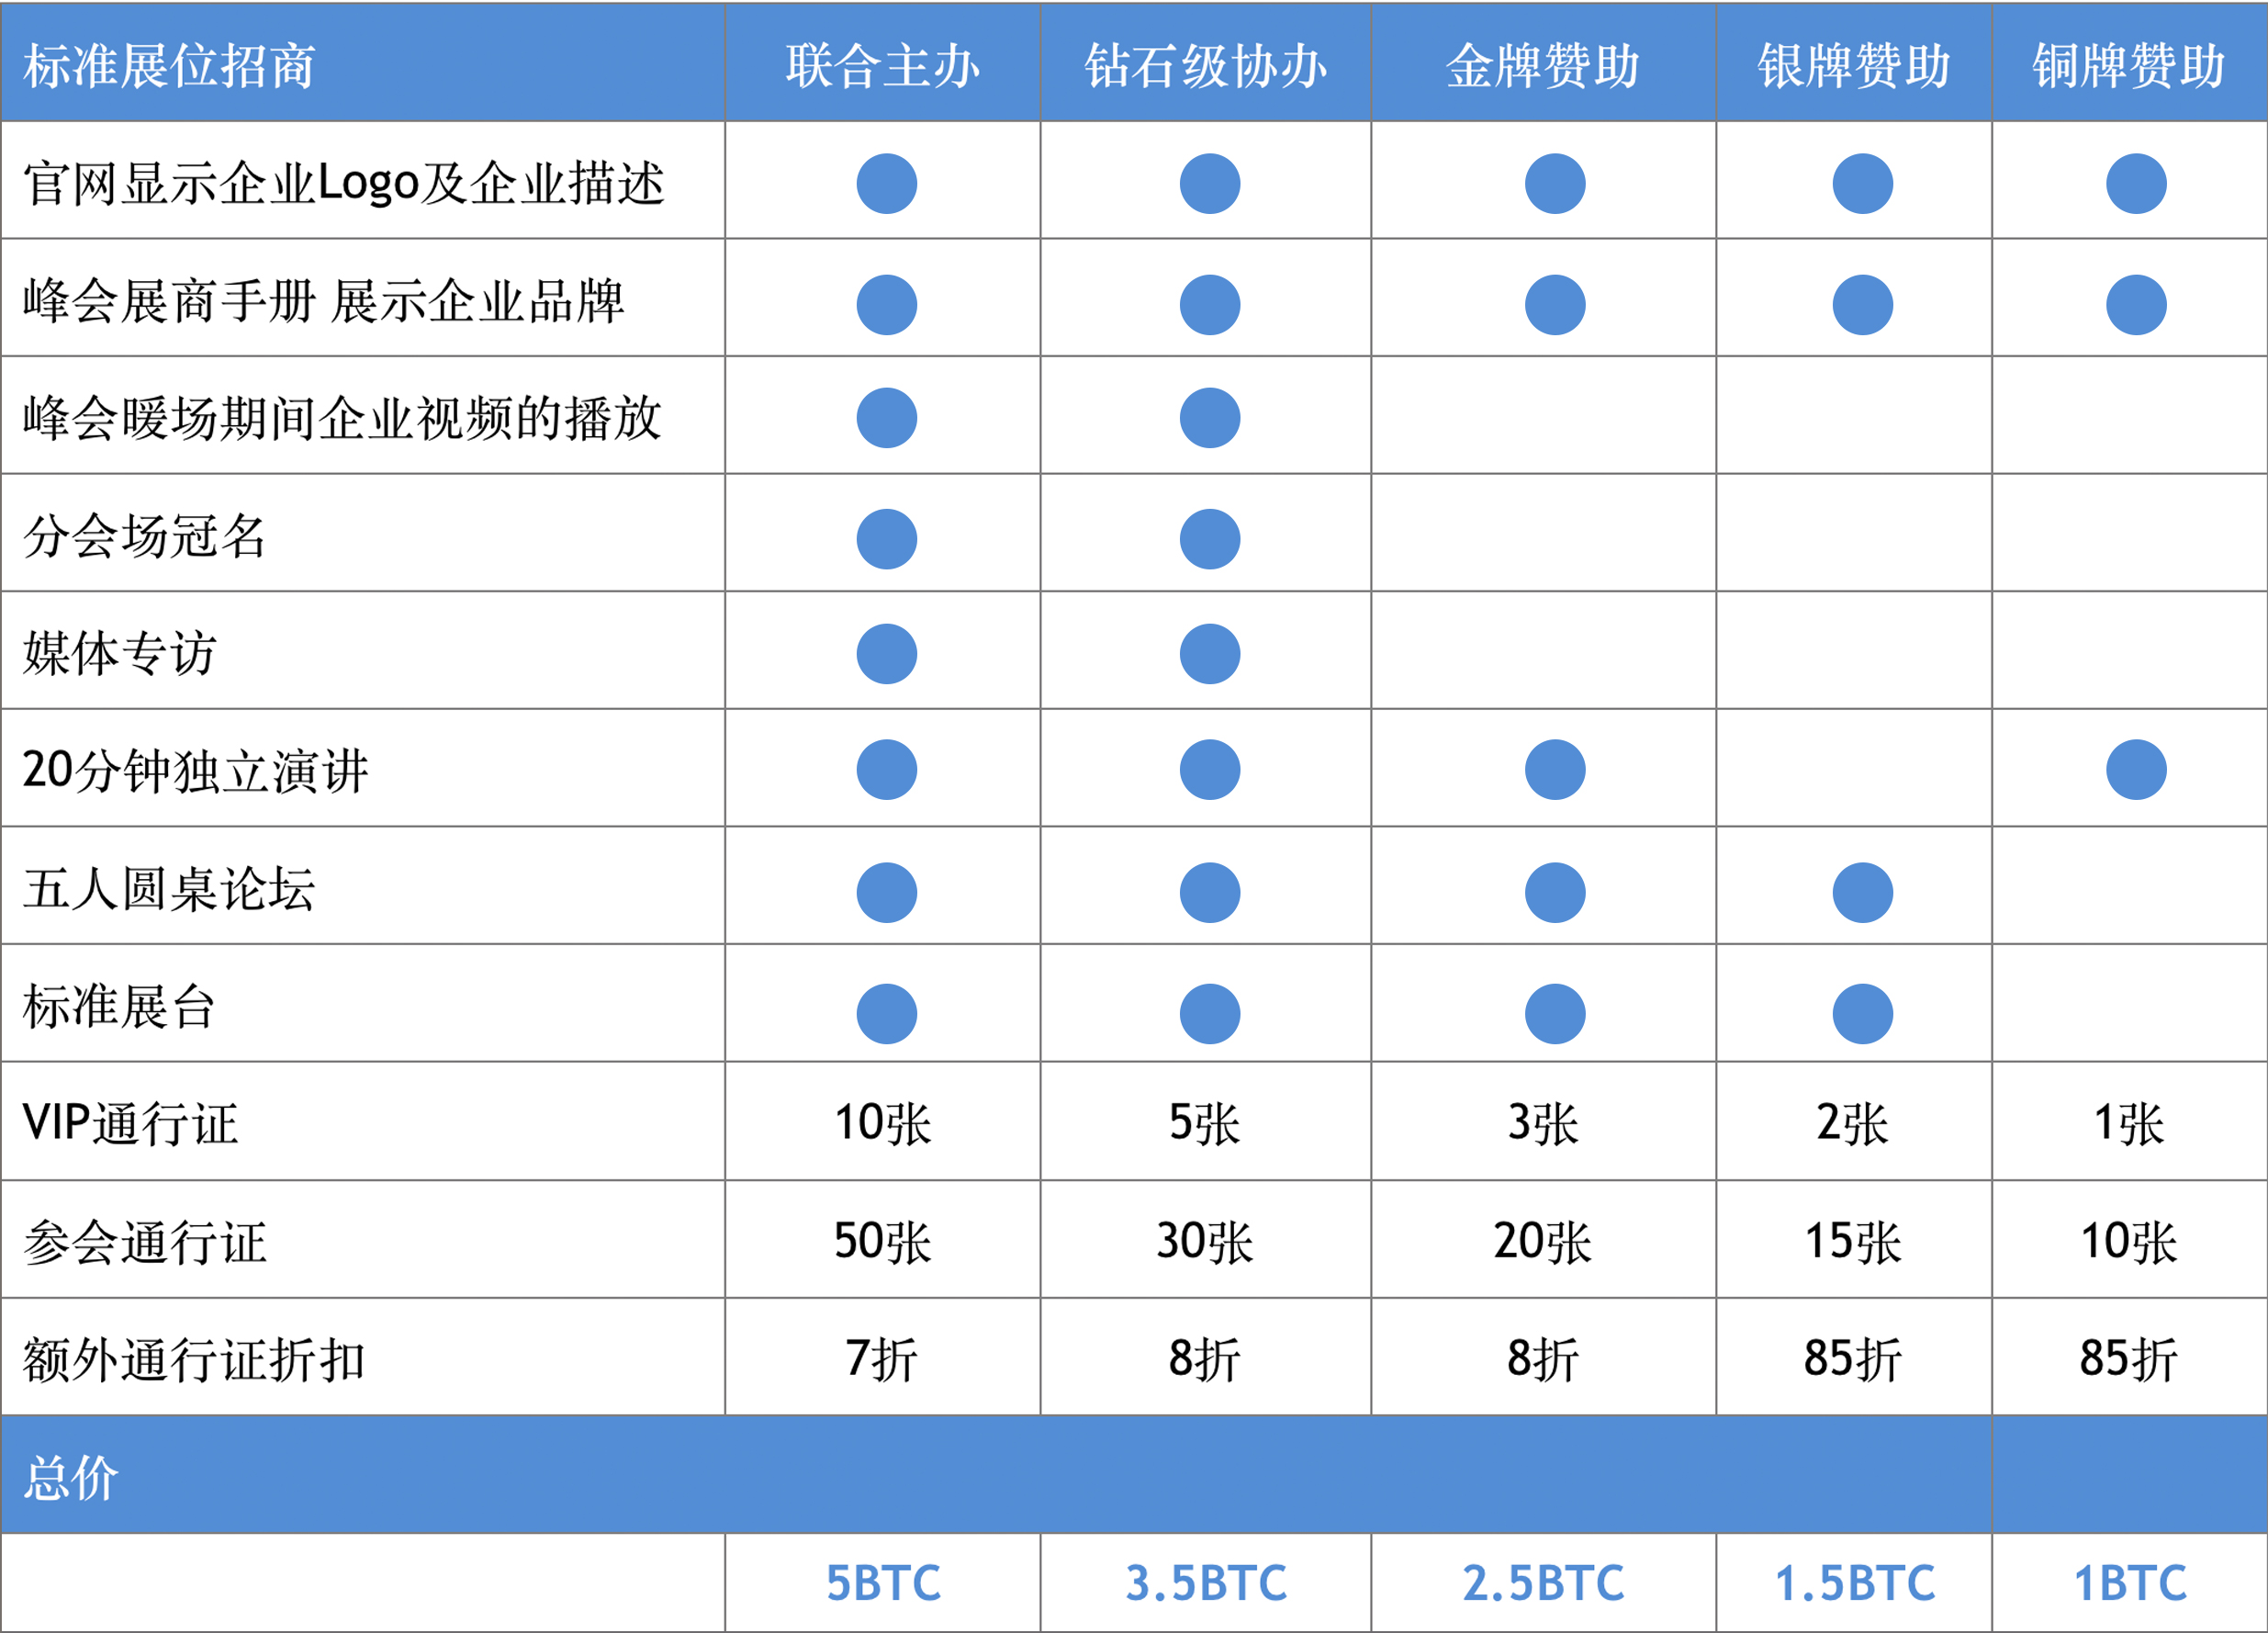 标准展位招商 联合主办 钻石级协办 金牌赞助 银牌赞助 铜牌赞助
官网显示企业Logo及企业描述
峰会展商手册 展示企业品牌
峰会暖场期间企业视频的播放
分会场冠名
媒体专访
20分钟独立演讲
五人圆桌论坛
标准展台
VIP通行证 10张 5张 3张 2张 1张
参会通行证 50张 30张 20张 15张 10张
额外通行证折扣 7折 8折 8折 85折 85折
总价
5BTC 3.5BTC 2.5BTC 1.5BTC 1BTC